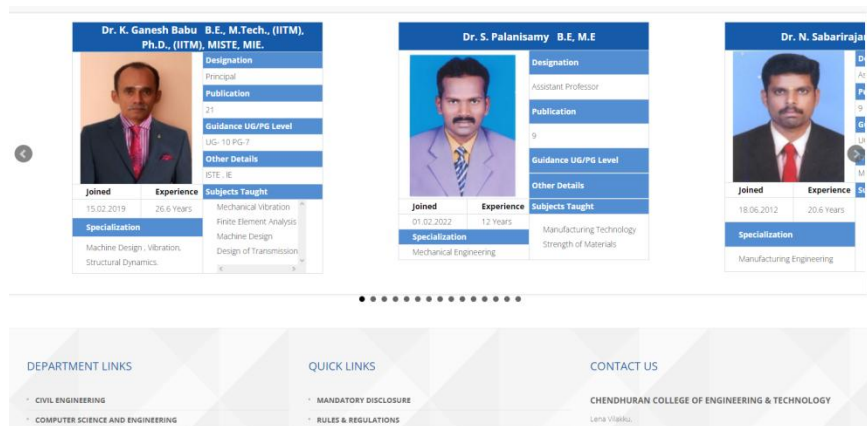 Dr. K. Ganesh Babu B.E., M.Tech., (IITM),
Ph.D., (IITM), MISTE, MIE.
Designation
Principal
Publication
21
Guidance UG/PG Level
UG- 10 PG-7
Other Details
ISTE , IE
Joined Experience
15.02.2019 26.6 Years
Specialization
Machine Design , Vibration,
Structural Dynamics.
Subjects Taught
Mechanical Vibration
Finite Element Analysis
Machine Design
Design of Transmission
Dr. S. Palanisamy B.E, M.E
Designation
Assistant Professor
Publication
9
Guidance UG/PG Level
Other Details
Joined Experience
01.02.2022 12 Years
Specialization
Mechanical Engineering
Subjects Taught
Manufacturing Technology
Strength of Materials
Dr. N. Sabariraja
9
Joined Experience
18.06.2012 20.6 Years
Specialization
Manufacturing Engineering
DEPARTMENT LINKS
CIVIL ENGINEERING
COMPUTER SCIENCE AND ENGINEERING
QUICK LINKS
MANDATORY DISCLOSURE
RULES & REGULATIONS
CONTACT US
CHENDHURAN COLLEGE OF ENGINEERING & TECHNOLOGY
Lena Vilakku,